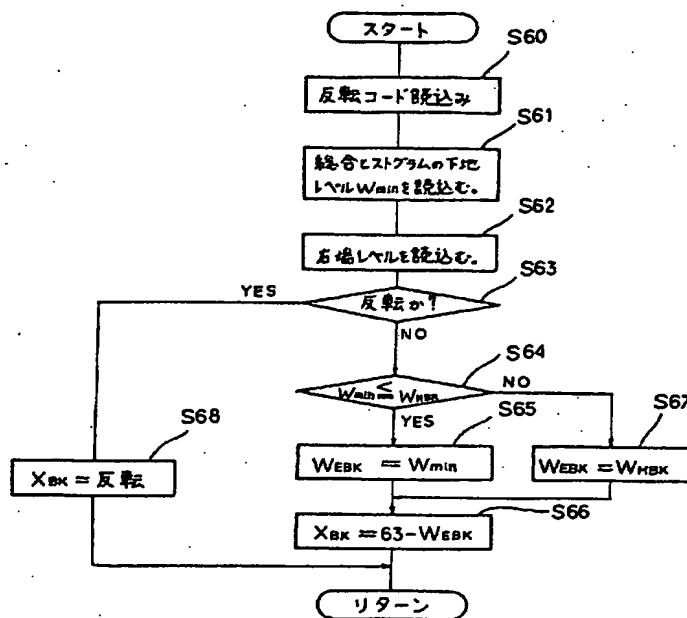 スタート
S60
反転コード読込み
S61
総合ヒストグラムの下地
レベルWminを読込む。
S62
右端レベルを読込む。
S63
反転か?
YES
NO
S64
Wmin≦WHBK
NO
YES
S65
WEBK = Wmin
S67
WEBK=WHBK
S68
XBK=反転
S66
XBK=63-WEBK
リターン